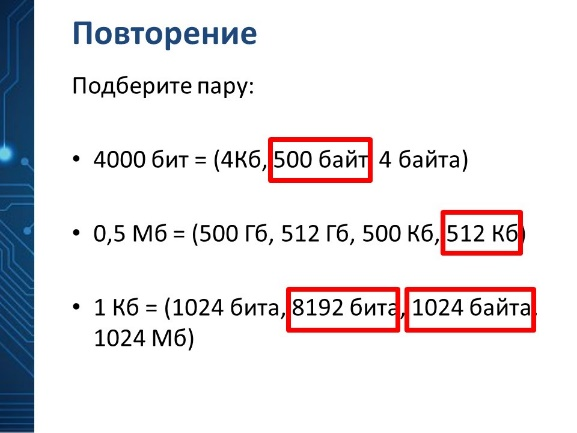 Повторение
Подберите пару:
• 4000 бит = (4Кб, 500 байт, 4 байта)
• 0,5 Мб = (500 Гб, 512 Гб, 500 Кб, 512 Кб)
• 1 Кб = (1024 бита, 8192 бита, 1024 байта,
1024 Мб)